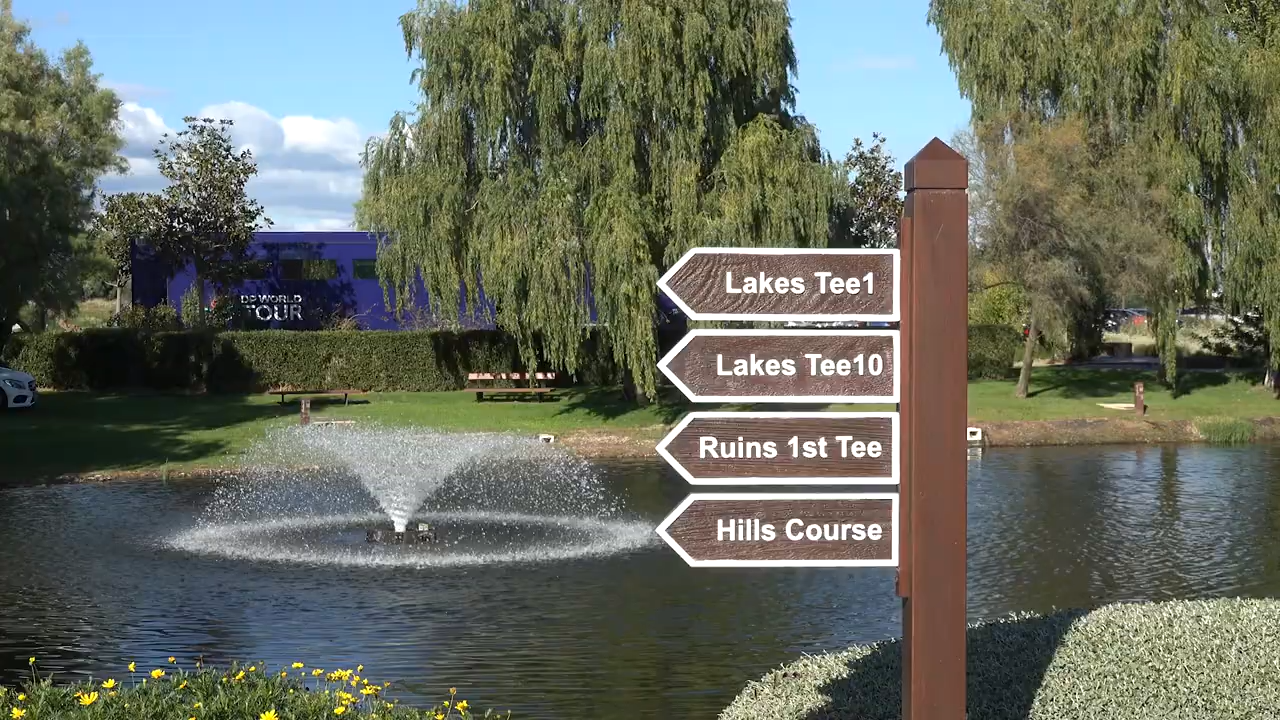 DP WORLD
TOUR
Lakes Tee1
Lakes Tee10
Ruins 1st Tee
Hills Course